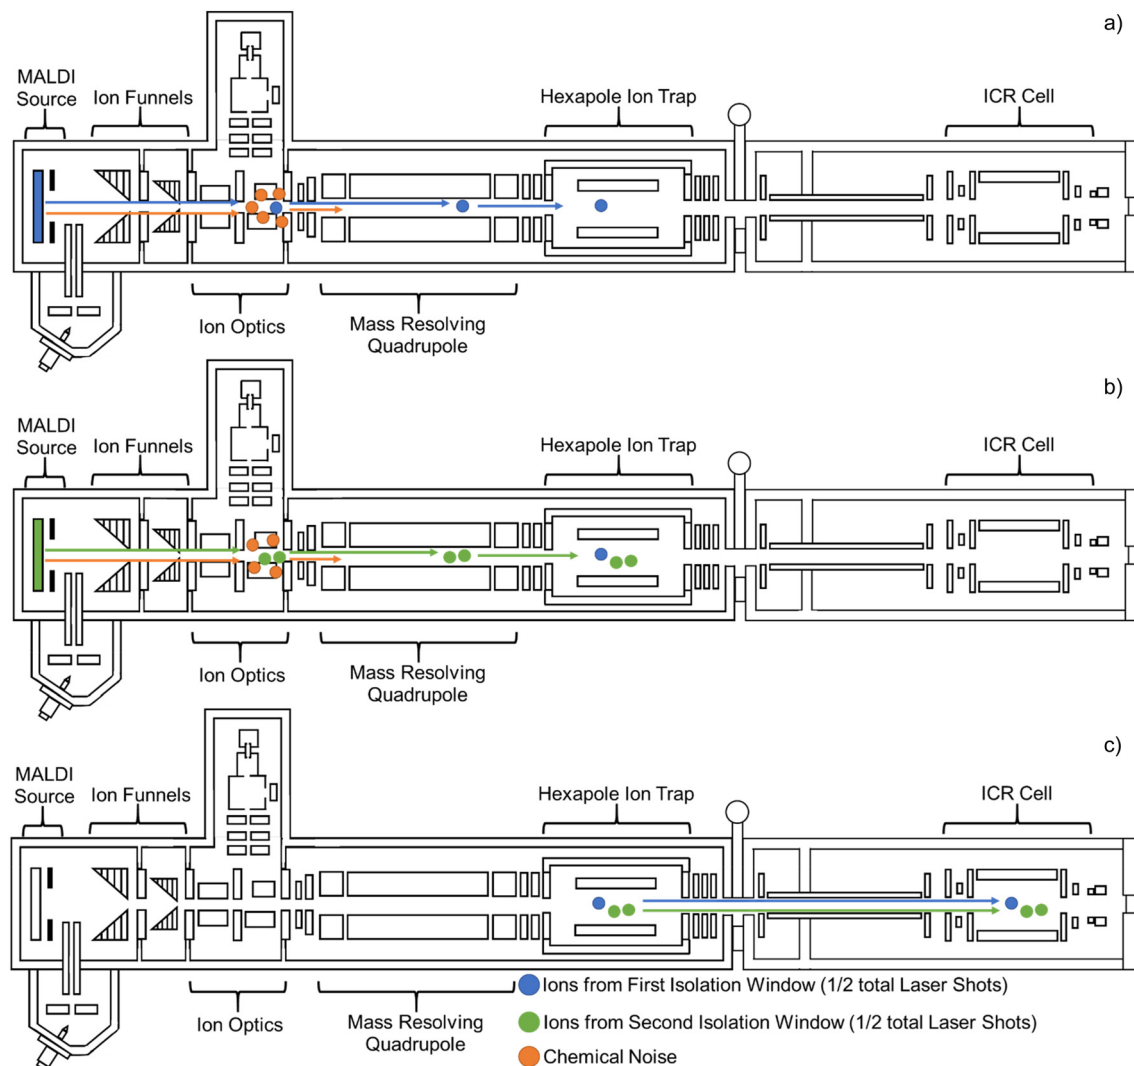 a)
MALDI
Source
Ion Funnels
Hexapole Ion Trap
ICR Cell
Ion Optics
Mass Resolving
Quadrupole
b)
MALDI
Source
Ion Funnels
Hexapole Ion Trap
ICR Cell
Ion Optics
Mass Resolving
Quadrupole
c)
MALDI
Source
Ion Funnels
Hexapole Ion Trap
ICR Cell
Ion Optics
Mass Resolving
Quadrupole
Ions from First Isolation Window (1/2 total Laser Shots)
Ions from Second Isolation Window (1/2 total Laser Shots)
Chemical Noise